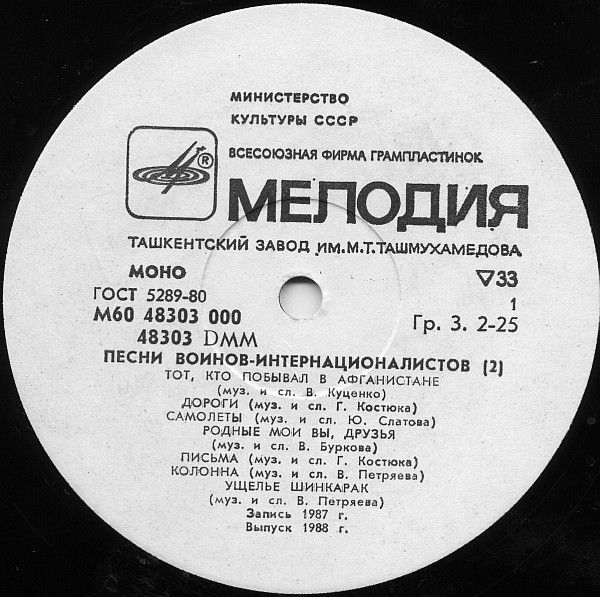 МИНИСТЕРСТВО
КУЛЬТУРЫ СССР
ВСЕСОЮЗНАЯ ФИРМА ГРАМПЛАСТИНОК
®
МЕЛОДИЯ
ТАШКЕНТСКИЙ ЗАВОД ИМ.М.Т.ТАШМУХАМЕДОВА
МОНО ▽33
ГОСТ 5289-80 1
М60 48303 000 Гр. 3. 2-25
48303 DMM
ПЕСНИ ВОИНОВ-ИНТЕРНАЦИОНАЛИСТОВ (2)
ТОТ, КТО ПОБЫВАЛ В АФГАНИСТАНЕ
(муз. и сл. В. Куценко)
ДОРОГИ (муз. и сл. Г. Костюка)
САМОЛЕТЫ (муз. и сл. Ю. Слатова)
РОДНЫЕ МОИ ВЫ, ДРУЗЬЯ
(муз. и сл. В. Буркова)
ПИСЬМА (муз. и сл. Г. Костюка)
КОЛОННА (муз. и сл. В. Петряева)
УЩЕЛЬЕ ШИНКАРАК
(муз. и сл. В. Петряева)
Запись 1987 г.
Выпуск 1988 г.